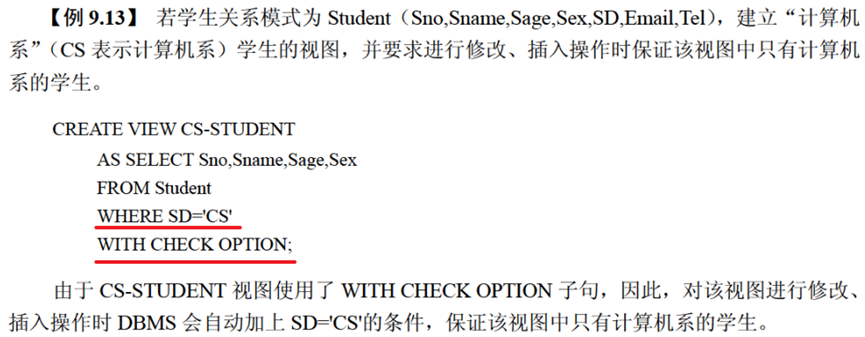 【例 9.13】 若学生关系模式为 Student（Sno,Sname,Sage,Sex,SD,Email,Tel），建立“计算机
系”（CS 表示计算机系）学生的视图，并要求进行修改、插入操作时保证该视图中只有计算机
系的学生。
CREATE VIEW CS-STUDENT
AS SELECT Sno,Sname,Sage,Sex
FROM Student
WHERE SD='CS'
WITH CHECK OPTION;
由于 CS-STUDENT 视图使用了 WITH CHECK OPTION 子句，因此，对该视图进行修改、
插入操作时 DBMS 会自动加上 SD='CS'的条件，保证该视图中只有计算机系的学生。